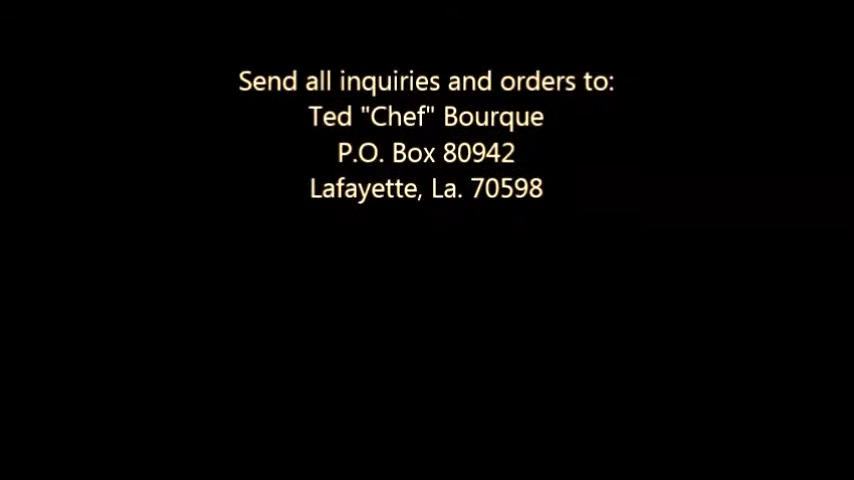 Send all inquiries and orders to:
Ted "Chef" Bourque
P.O. Box 80942
Lafayette, La. 70598